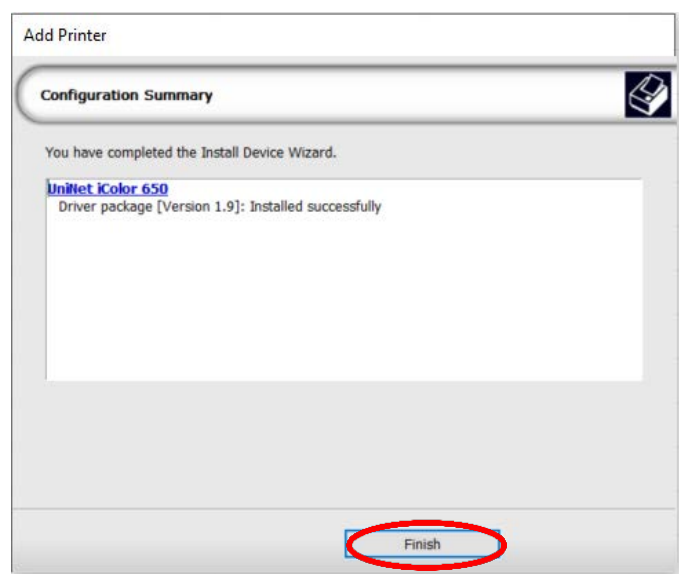 Add Printer
Configuration Summary
You have completed the Install Device Wizard.
UniNet iColor 650
Driver package [Version 1.9]: Installed successfully
Finish